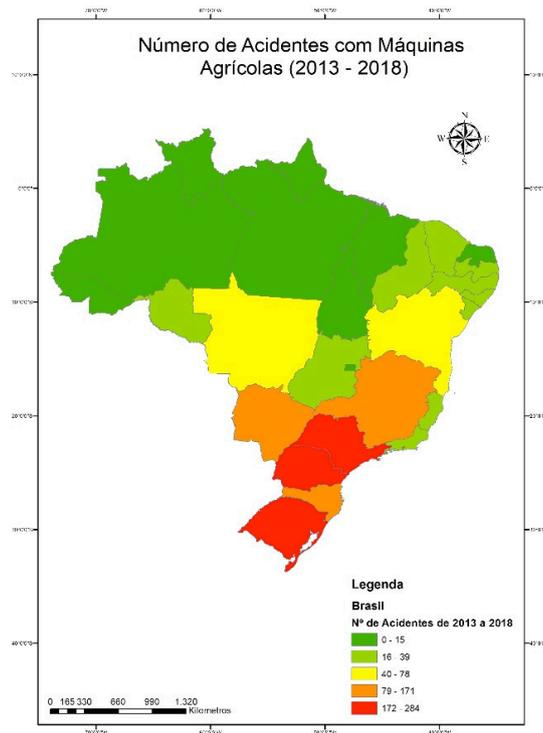 Número de Acidentes com Máquinas
Agrícolas (2013 - 2018)
N
W E
S
Legenda
Brasil
Nº de Acidentes de 2013 a 2018
0 - 15
16 - 39
40 - 78
79 - 171
172 - 284
0 165 330 660 990 1.320
Kilometros